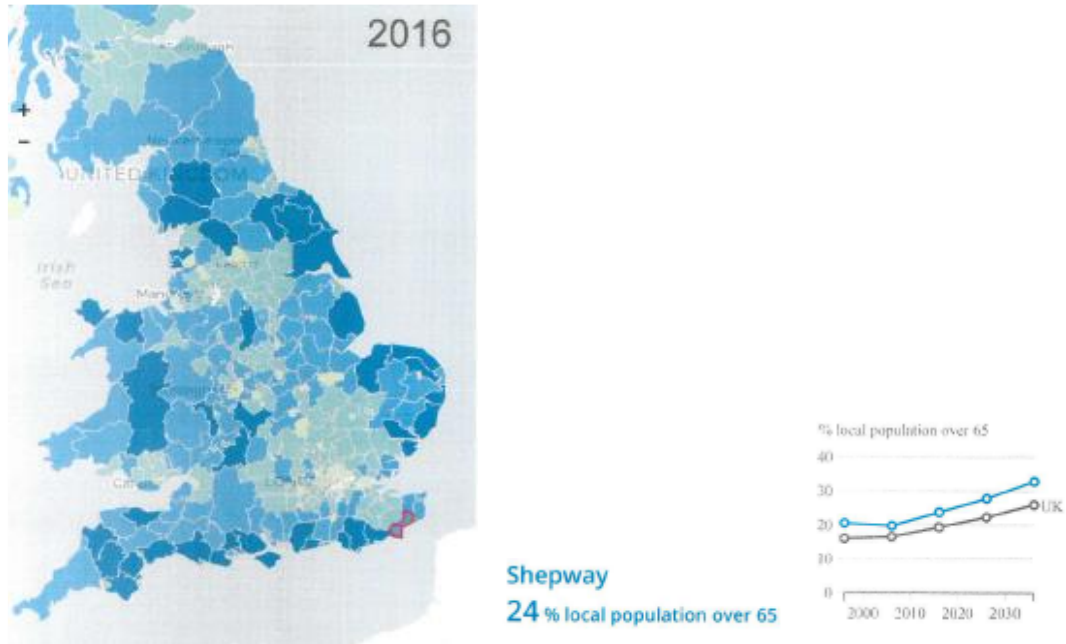 2016
+
−
UNITED KINGDOM
Irish
Sea
Shepway
24 % local population over 65
% local population over 65
40
30
20
10
0
UK
2000 2010 2020 2030